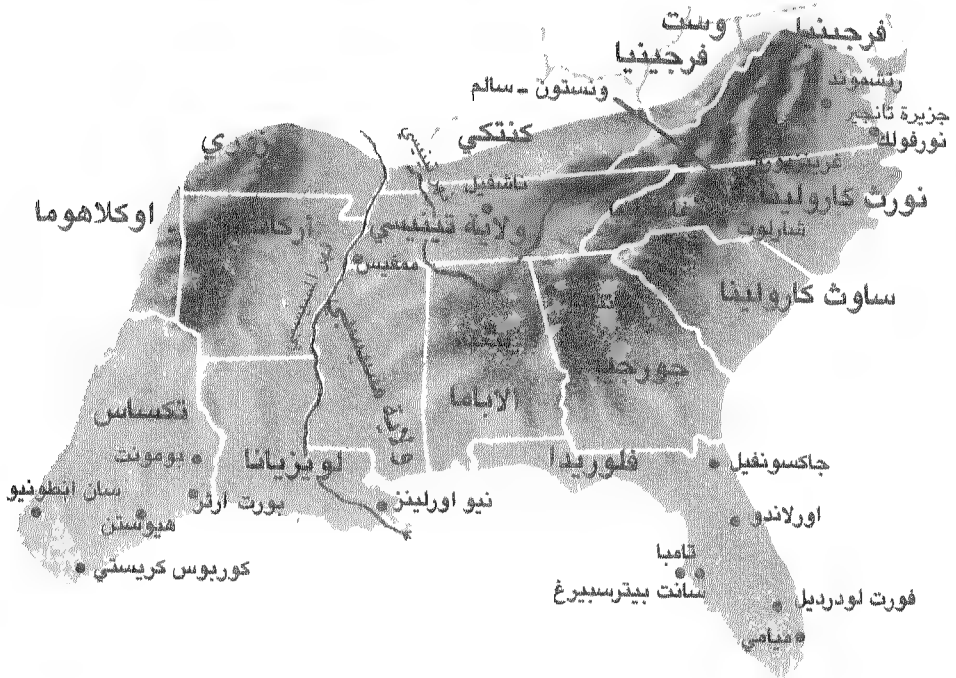 وست
فرجينيا
فرجينيا
رتشموند
ونستون - سالم
جزيرة تانجير
نورفولك
كنتكي
ناشفيل
نورث كارولينا
شارلوت
اوكلاهوما
ولاية تينيسي
ممفيس
ساوث كارولينا
جورجيا
الاباما
تكساس
بومونت
لويزيانا
فلوريدا
جاكسونفيل
سان انطونيو
بورت ارثر
نيو اورلينز
هيوستن
اورلاندو
كوربوس كريستي
تامبا
سانت بيترسبيرغ
فورت لودرديل
ميامي